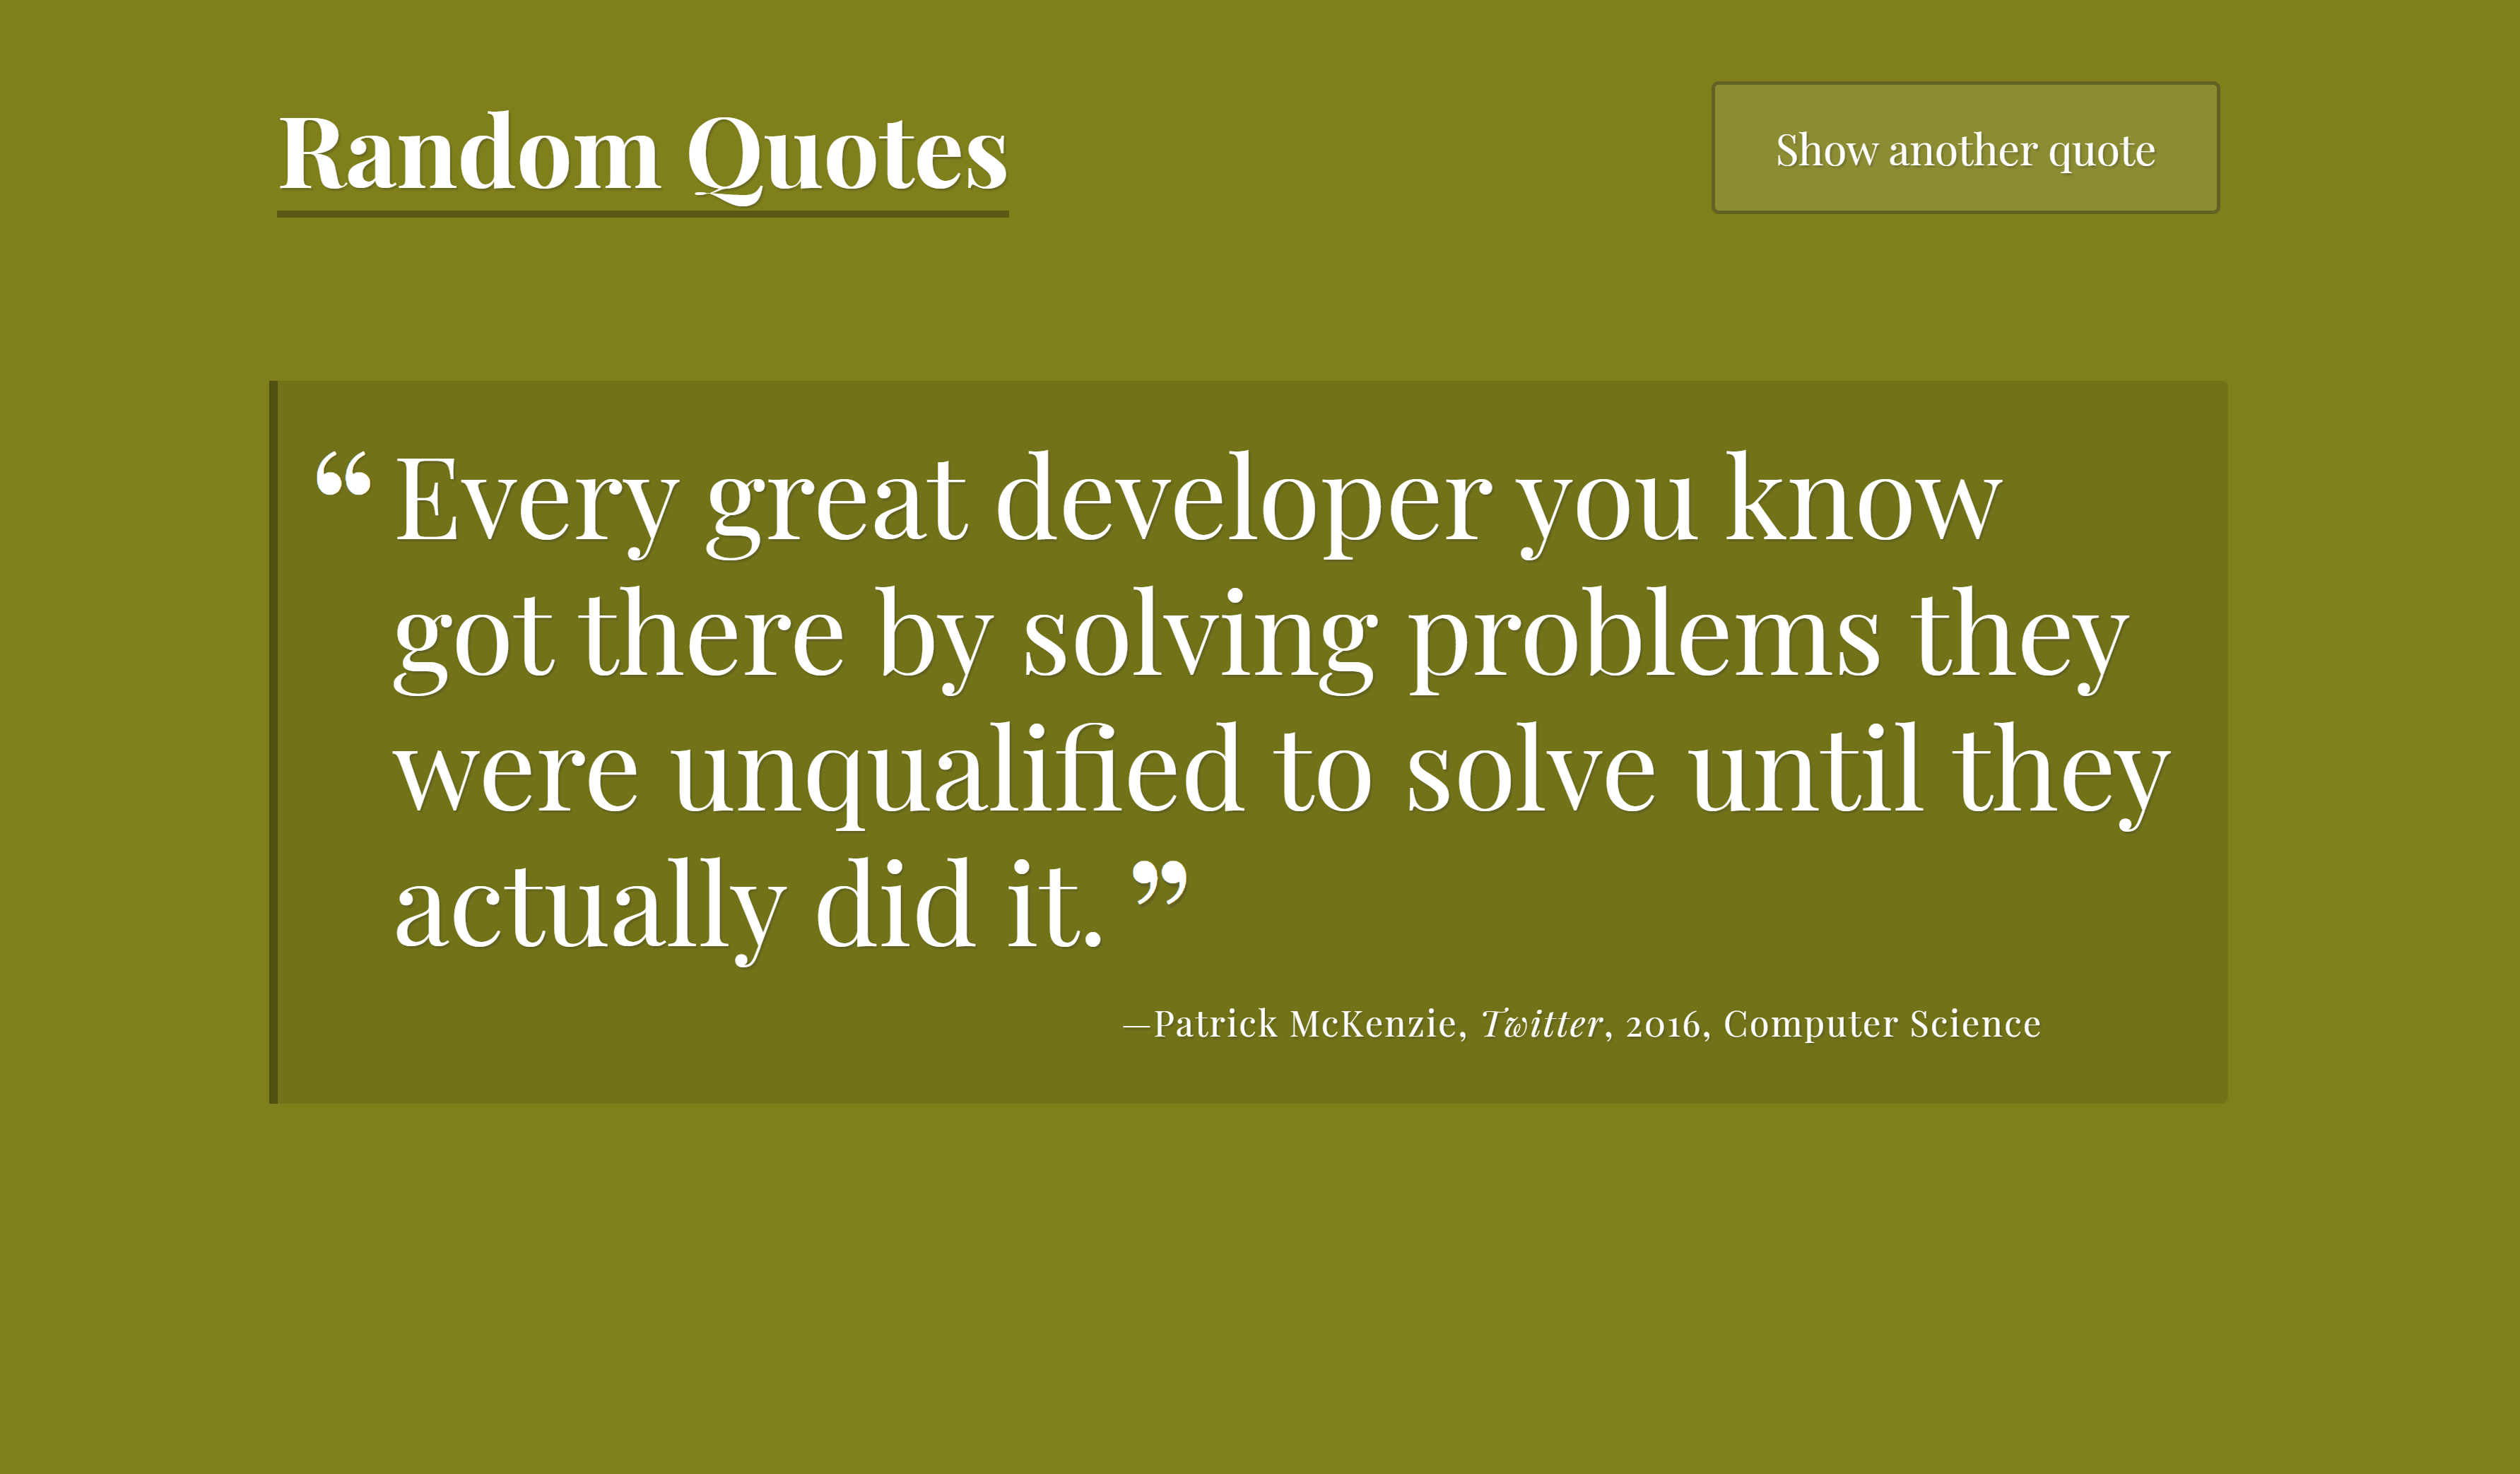 Random Quotes
Show another quote
“Every great developer you know
got there by solving problems they
were unqualified to solve until they
actually did it.”
—Patrick McKenzie, Twitter, 2016, Computer Science